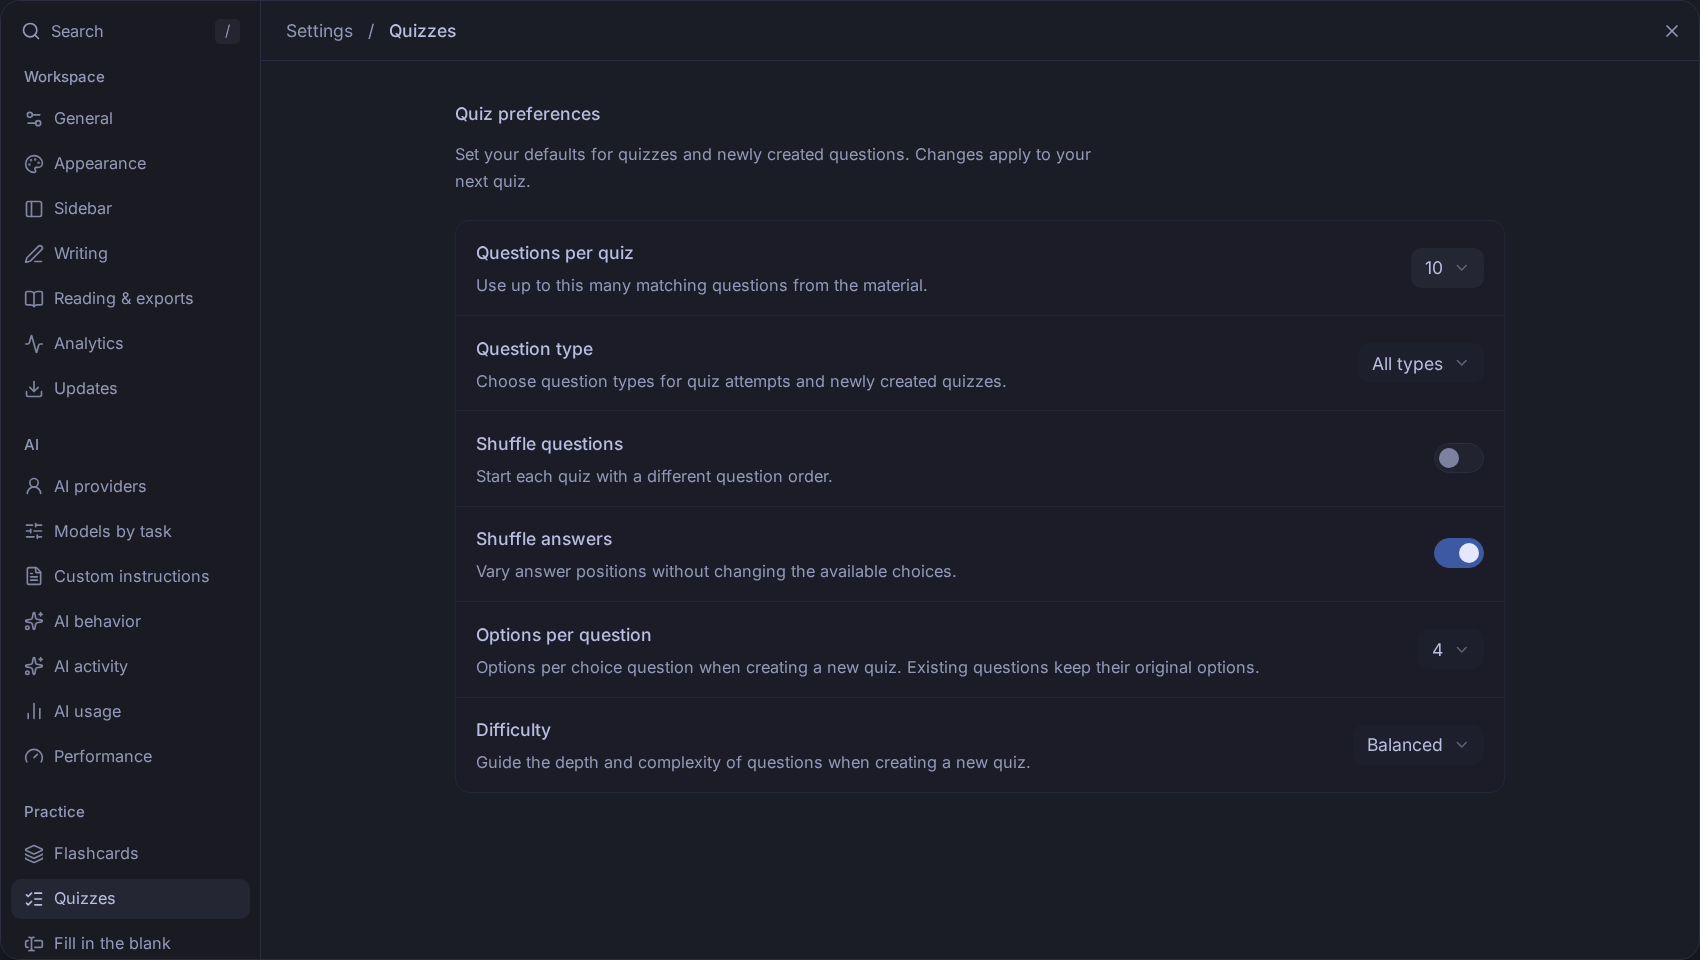 Search /
Workspace
General
Appearance
Sidebar
Writing
Reading & exports
Analytics
Updates
AI
AI providers
Models by task
Custom instructions
AI behavior
AI activity
AI usage
Performance
Practice
Flashcards
Quizzes
Fill in the blank
Settings / Quizzes
Quiz preferences
Set your defaults for quizzes and newly created questions. Changes apply to your
next quiz.
Questions per quiz
Use up to this many matching questions from the material.
10
Question type
Choose question types for quiz attempts and newly created quizzes.
All types
Shuffle questions
Start each quiz with a different question order.
Shuffle answers
Vary answer positions without changing the available choices.
Options per question
Options per choice question when creating a new quiz. Existing questions keep their original options.
4
Difficulty
Guide the depth and complexity of questions when creating a new quiz.
Balanced